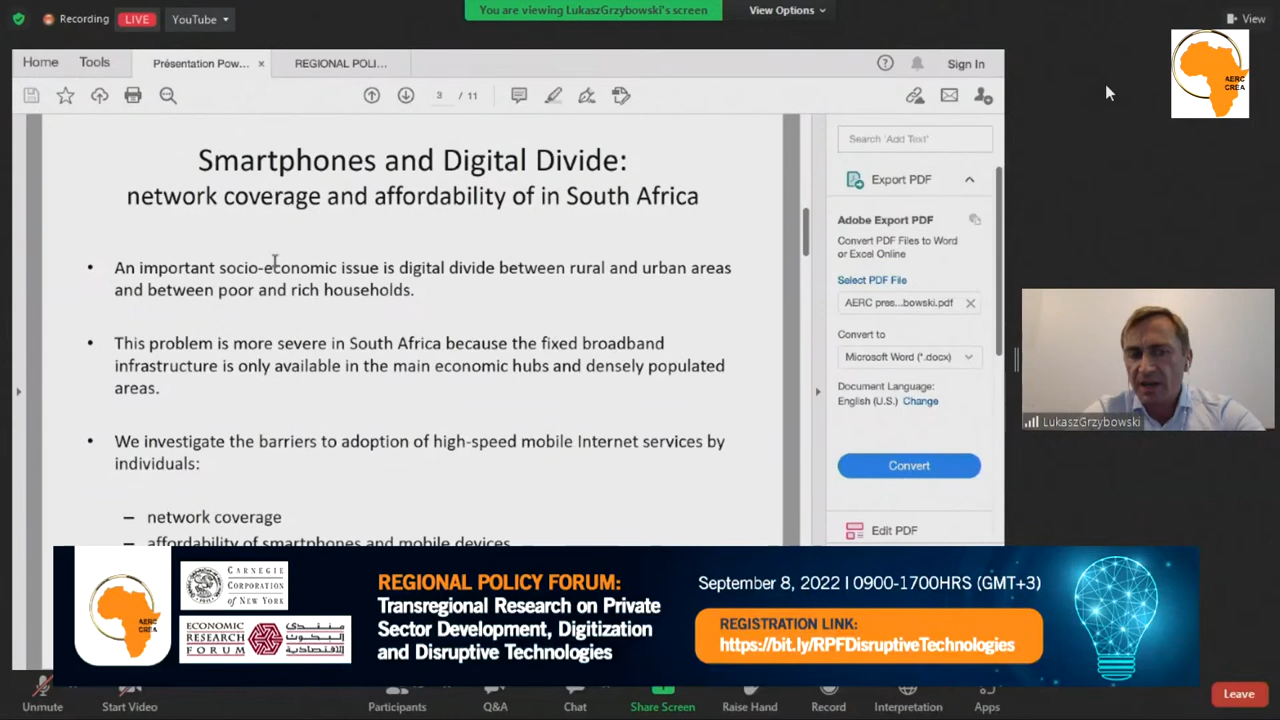 Recording
LIVE
YouTube
You are viewing LukaszGrzybowski's screen
View Options
View
Home
Tools
Présentation Pow...
REGIONAL POLI...
Sign In
3 / 11
AERC
CREA
Smartphones and Digital Divide:
network coverage and affordability of in South Africa
• An important socio-economic issue is digital divide between rural and urban areas
and between poor and rich households.
• This problem is more severe in South Africa because the fixed broadband
infrastructure is only available in the main economic hubs and densely populated
areas.
• We investigate the barriers to adoption of high-speed mobile Internet services by
individuals:
– network coverage
– affordability of smartphones and mobile devices
Search 'Add Text'
Export PDF
Adobe Export PDF
Convert PDF Files to Word
or Excel Online
Select PDF File
AERC pres...bowski.pdf
Convert to
Microsoft Word (*.docx)
Document Language:
English (U.S.) Change
Convert
Edit PDF
LukaszGrzybowski
AERC
CREA
CARNEGIE
CORPORATION
of NEW YORK
ECONOMIC
RESEARCH
FORUM
منتدى
البحوث
الاقتصادية
REGIONAL POLICY FORUM:
Transregional Research on Private
Sector Development, Digitization
and Disruptive Technologies
September 8, 2022 I 0900-1700HRS (GMT+3)
REGISTRATION LINK:
https://bit.ly/RPFDisruptiveTechnologies
Unmute
Start Video
Participants
Q&A
Chat
Share Screen
Raise Hand
Record
Interpretation
Apps
Leave